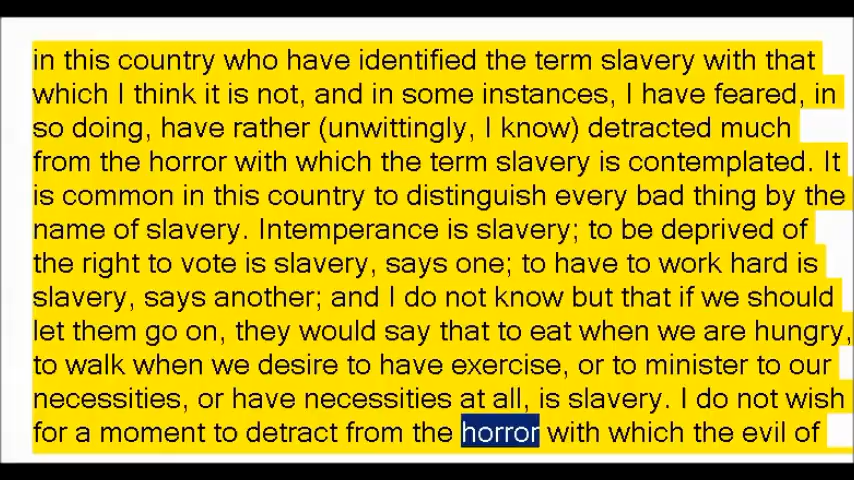 in this country who have identified the term slavery with that
which I think it is not, and in some instances, I have feared, in
so doing, have rather (unwittingly, I know) detracted much
from the horror with which the term slavery is contemplated. It
is common in this country to distinguish every bad thing by the
name of slavery. Intemperance is slavery; to be deprived of
the right to vote is slavery, says one; to have to work hard is
slavery, says another; and I do not know but that if we should
let them go on, they would say that to eat when we are hungry,
to walk when we desire to have exercise, or to minister to our
necessities, or have necessities at all, is slavery. I do not wish
for a moment to detract from the horror with which the evil of